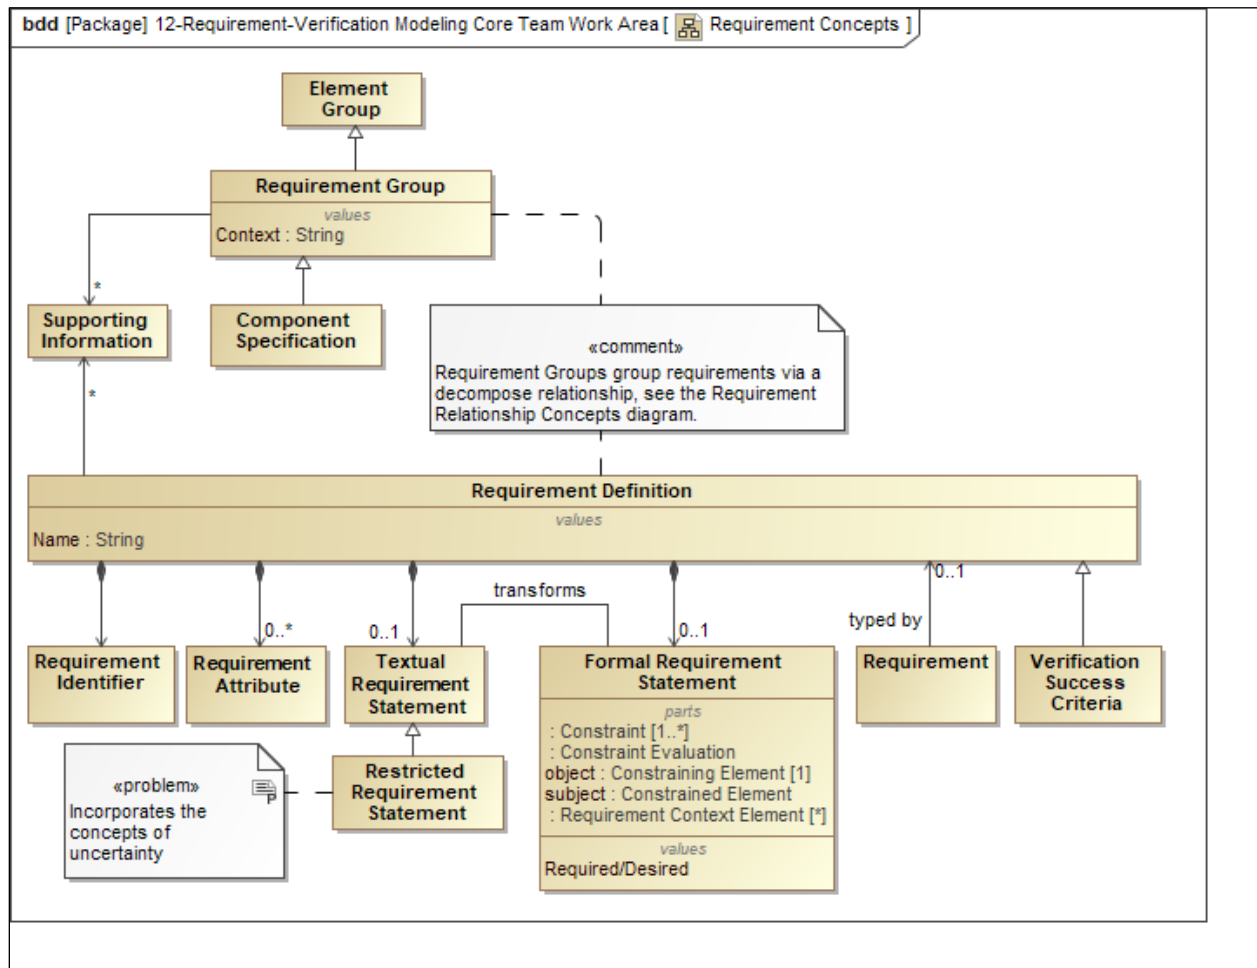 bdd [Package] 12-Requirement-Verification Modeling Core Team Work Area [ Requirement Concepts ]
Element
Group
Requirement Group
values
Context : String
*
Supporting
Information
Component
Specification
«comment»
Requirement Groups group requirements via a
decompose relationship, see the Requirement
Relationship Concepts diagram.
*
Requirement Definition
values
Name : String
transforms
0..1
0..*
0..1
0..1
typed by
Requirement
Identifier
Requirement
Attribute
Textual
Requirement
Statement
Formal Requirement
Statement
parts
: Constraint [1..*]
: Constraint Evaluation
object : Constraining Element [1]
subject : Constrained Element
: Requirement Context Element [*]
values
Required/Desired
Requirement
Verification
Success
Criteria
«problem»
Incorporates the
concepts of
uncertainty
P
Restricted
Requirement
Statement